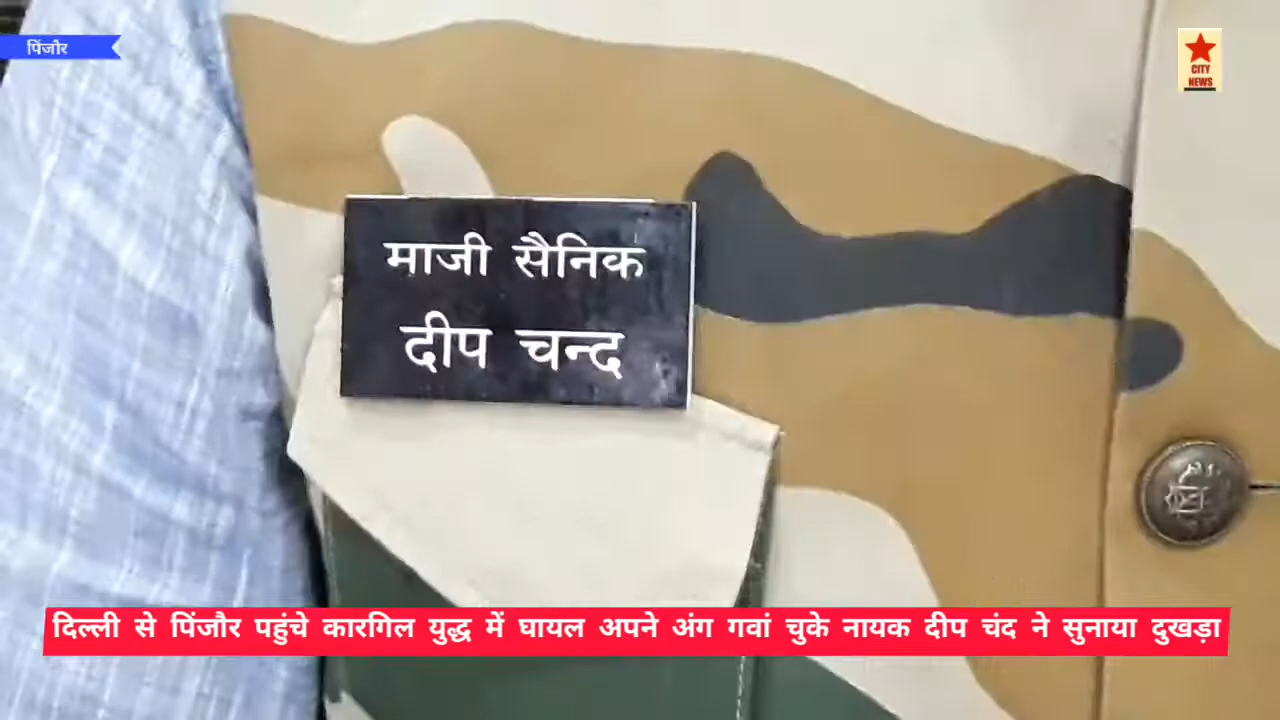 पिंजौर
CITY
NEWS
माजी सैनिक
दीप चन्द
दिल्ली से पिंजौर पहुंचे कारगिल युद्ध में घायल अपने अंग गवां चुके नायक दीप चंद ने सुनाया दुखड़ा